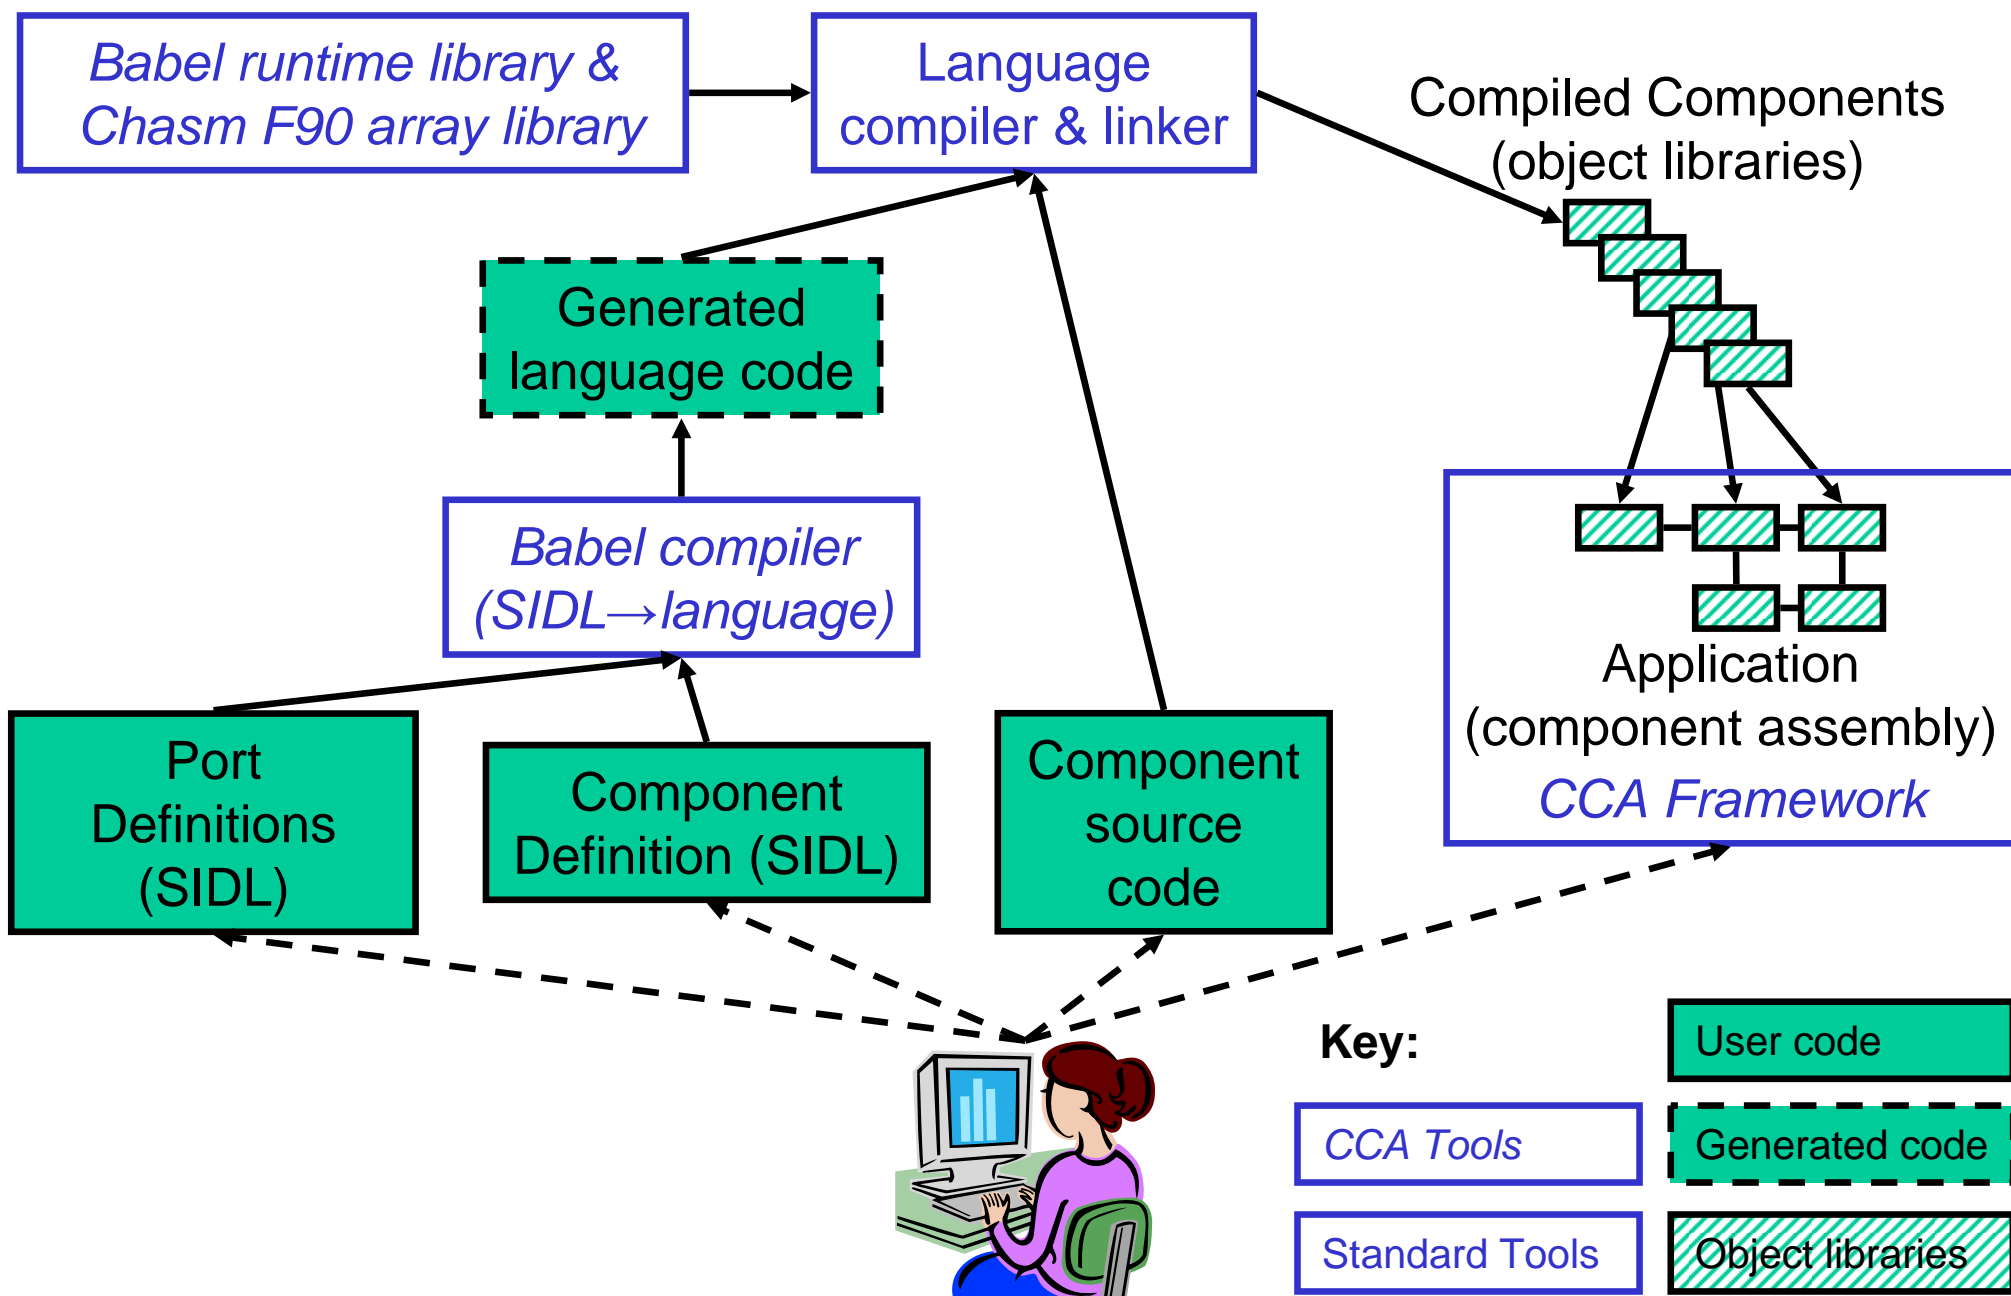 Babel runtime library &
Chasm F90 array library
Language
compiler & linker
Compiled Components
(object libraries)
Generated
language code
Babel compiler
(SIDL→language)
Port
Definitions
(SIDL)
Component
Definition (SIDL)
Component
source
code
Application
(component assembly)
CCA Framework
Key:
User code
CCA Tools
Generated code
Standard Tools
Object libraries